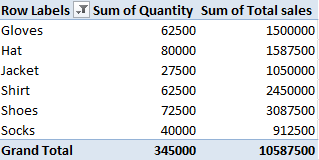 Row Labels Sum of Quantity Sum of Total sales
Gloves 62500 1500000
Hat 80000 1587500
Jacket 27500 1050000
Shirt 62500 2450000
Shoes 72500 3087500
Socks 40000 912500
Grand Total 345000 10587500